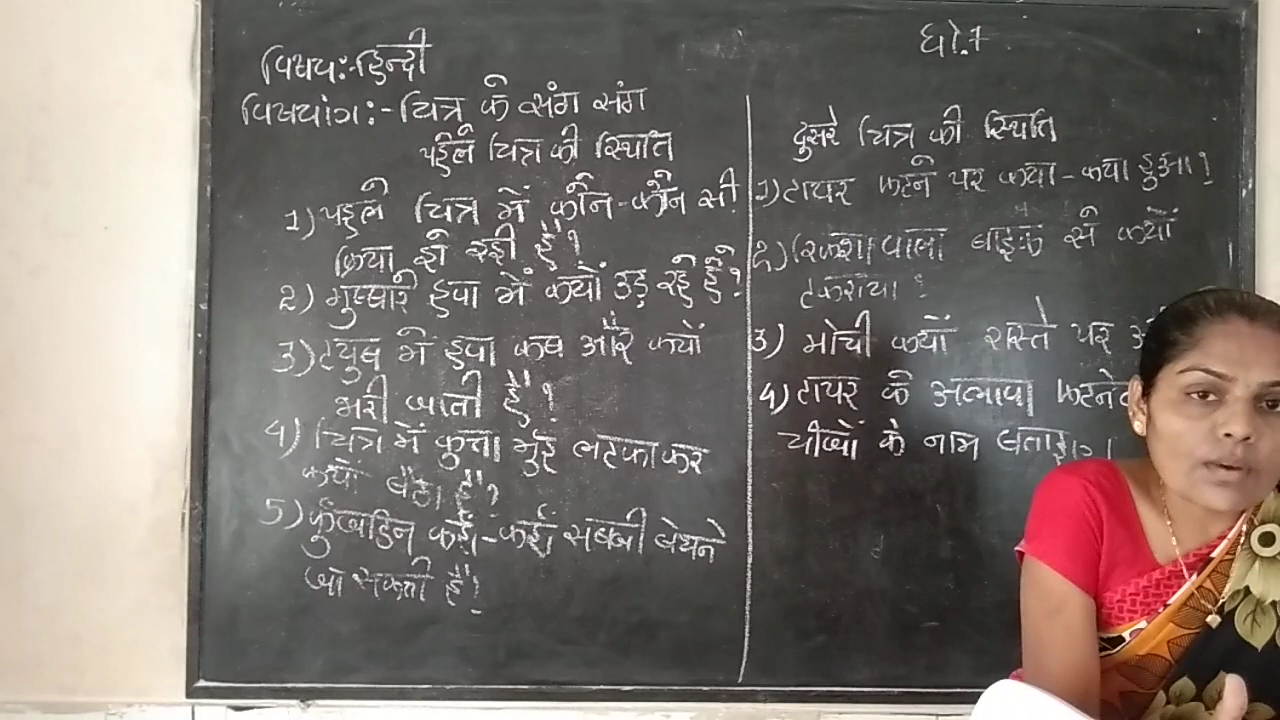 धो.7
विषय:-हिन्दी
विषयांग:-चित्र के संग संग
पहले चित्र की स्थिति
1) पहले चित्र में कौन-कौन सी
क्रिया हो रही है?
2) गुब्बारे हवा में क्यों उड़ रहे हैं?
3) ट्युब में हवा कब और क्यों
भरी जाती है?
4) चित्र में कुत्ता मुँह लटकाकर
क्यों बैठा है?
5) कुंजडिन कहाँ-कहाँ सब्जी बेचने
जा सकती है?
दुसरे चित्र की स्थिति
1) टायर फटने पर क्या-क्या हुआ?
2) रिक्शावाला बाइक से क्यों
टकराया?
3) मोची क्यों रास्ते पर
4) टायर के अलावा फटने
चीजों के नाम बताइए।